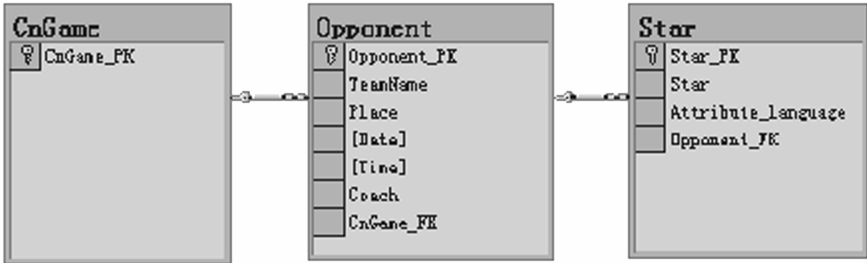 CnGame
CnGame_PK
Opponent
Opponent_PK
TeamName
Place
[Date]
[Time]
Coach
CnGame_FK
Star
Star_PK
Star
Attribute_language
Opponent_FK